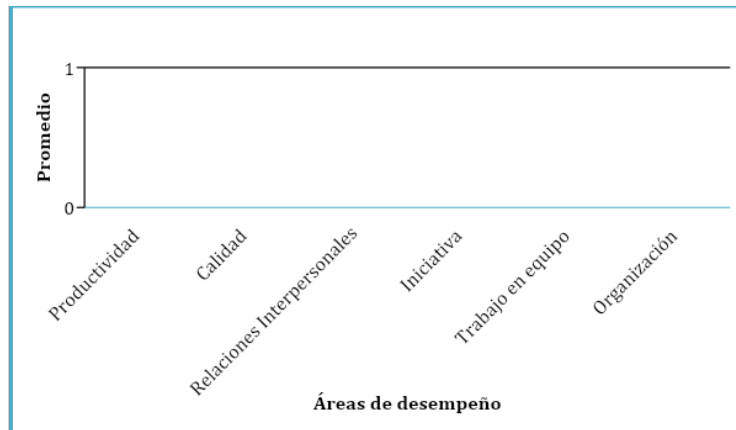 1
Promedio
0
Productividad
Calidad
Relaciones Interpersonales
Iniciativa
Trabajo en equipo
Organización
Áreas de desempeño